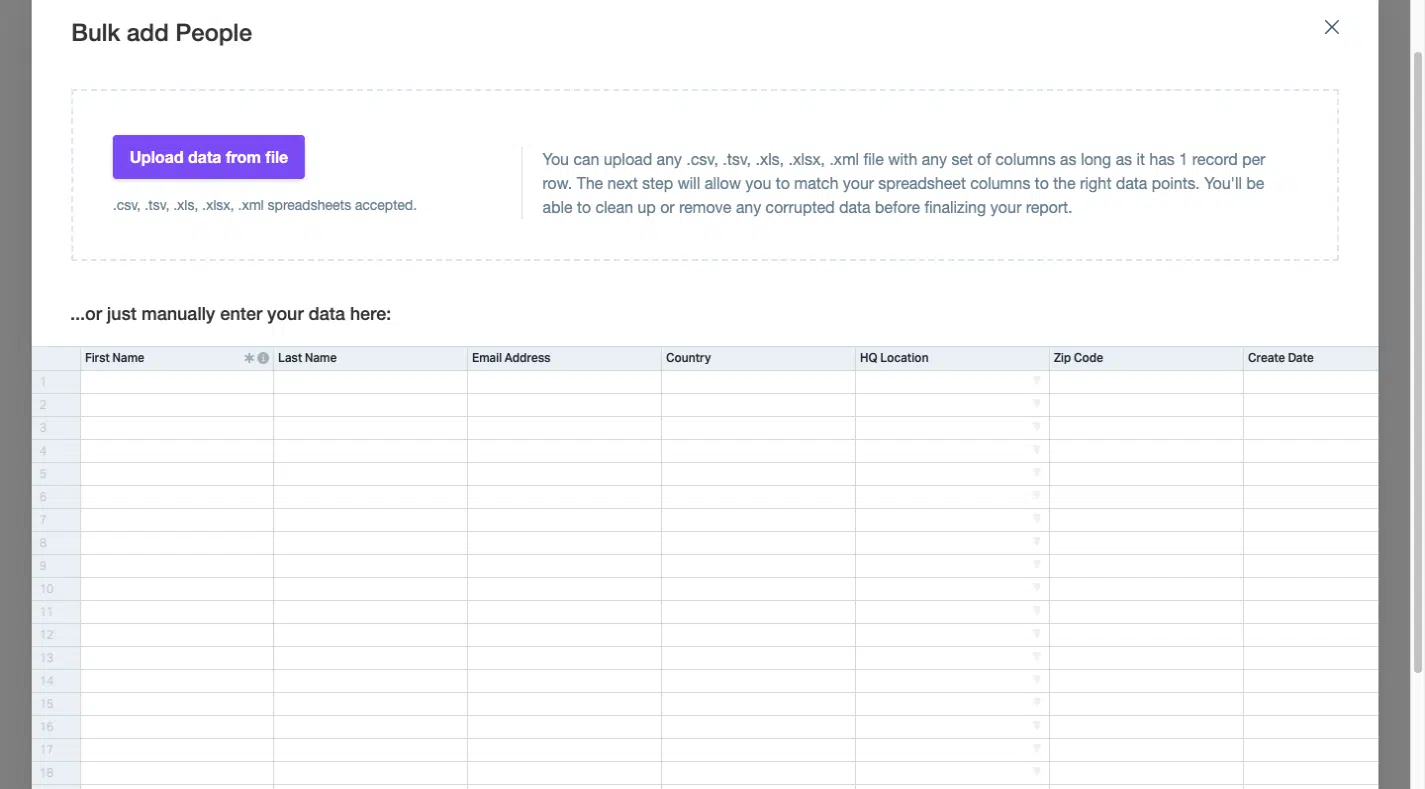 Bulk add People
Upload data from file
.csv, .tsv, .xls, .xlsx, .xml spreadsheets accepted.
You can upload any .csv, .tsv, .xls, .xlsx, .xml file with any set of columns as long as it has 1 record per
row. The next step will allow you to match your spreadsheet columns to the right data points. You'll be
able to clean up or remove any corrupted data before finalizing your report.
...or just manually enter your data here:
First Name Last Name Email Address Country HQ Location Zip Code Create Date
1
2
3
4
5
6
7
8
9
10
11
12
13
14
15
16
17
18